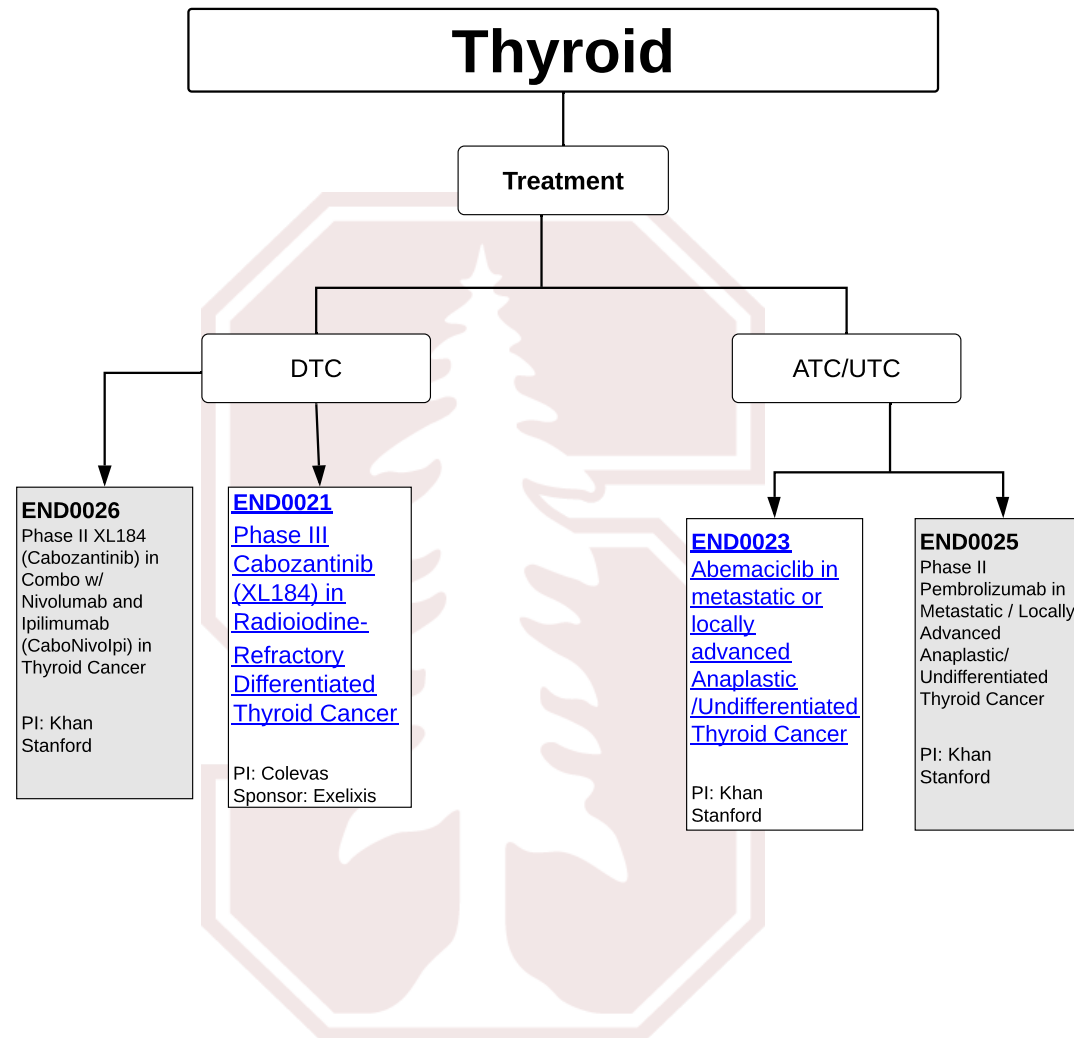 Thyroid
Treatment
DTC
ATC/UTC
END0026
Phase II XL184
(Cabozantinib) in
Combo w/
Nivolumab and
Ipilimumab
(CaboNivoIpi) in
Thyroid Cancer
PI: Khan
Stanford
END0021
Phase III
Cabozantinib
(XL184) in
Radioiodine-
Refractory
Differentiated
Thyroid Cancer
PI: Colevas
Sponsor: Exelixis
END0023
Abemaciclib in
metastatic or
locally
advanced
Anaplastic
/Undifferentiated
Thyroid Cancer
PI: Khan
Stanford
END0025
Phase II
Pembrolizumab in
Metastatic / Locally
Advanced
Anaplastic/
Undifferentiated
Thyroid Cancer
PI: Khan
Stanford